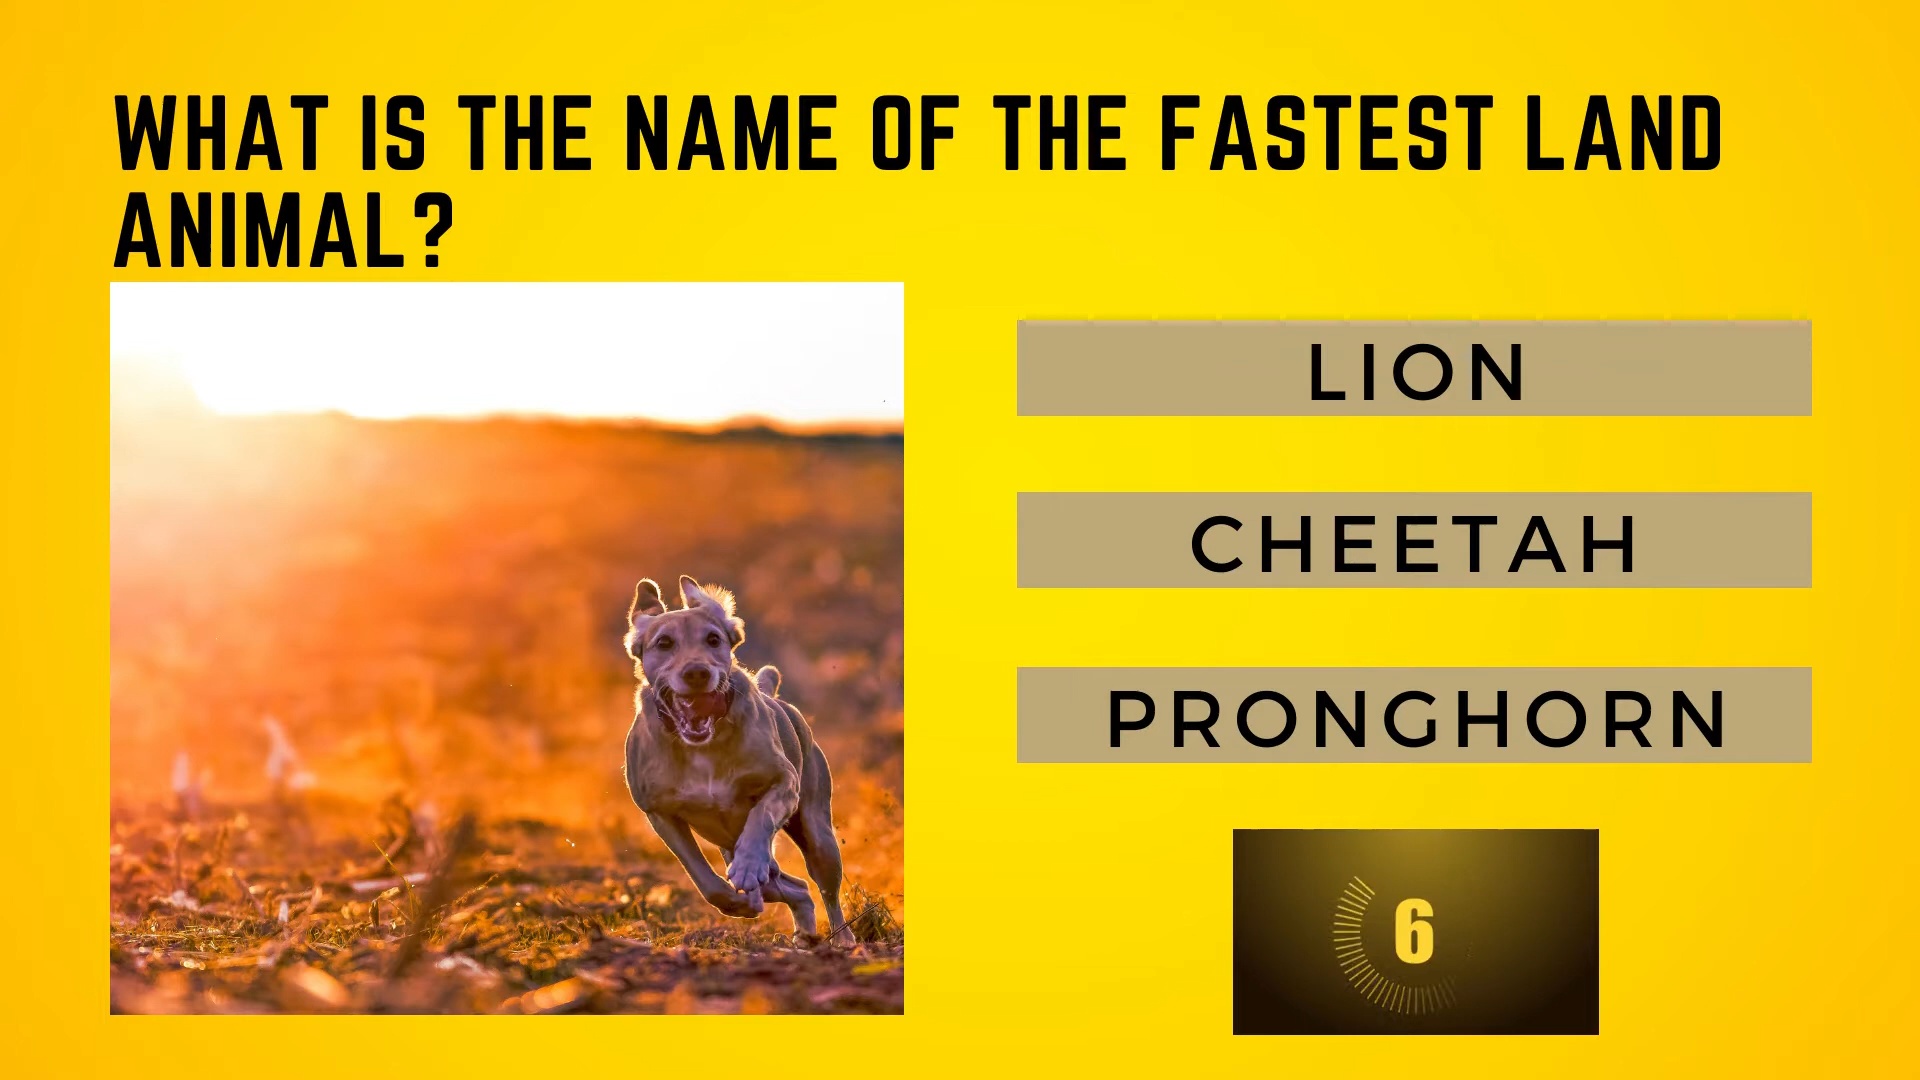 WHAT IS THE NAME OF THE FASTEST LAND
ANIMAL?
LION
CHEETAH
PRONGHORN
6